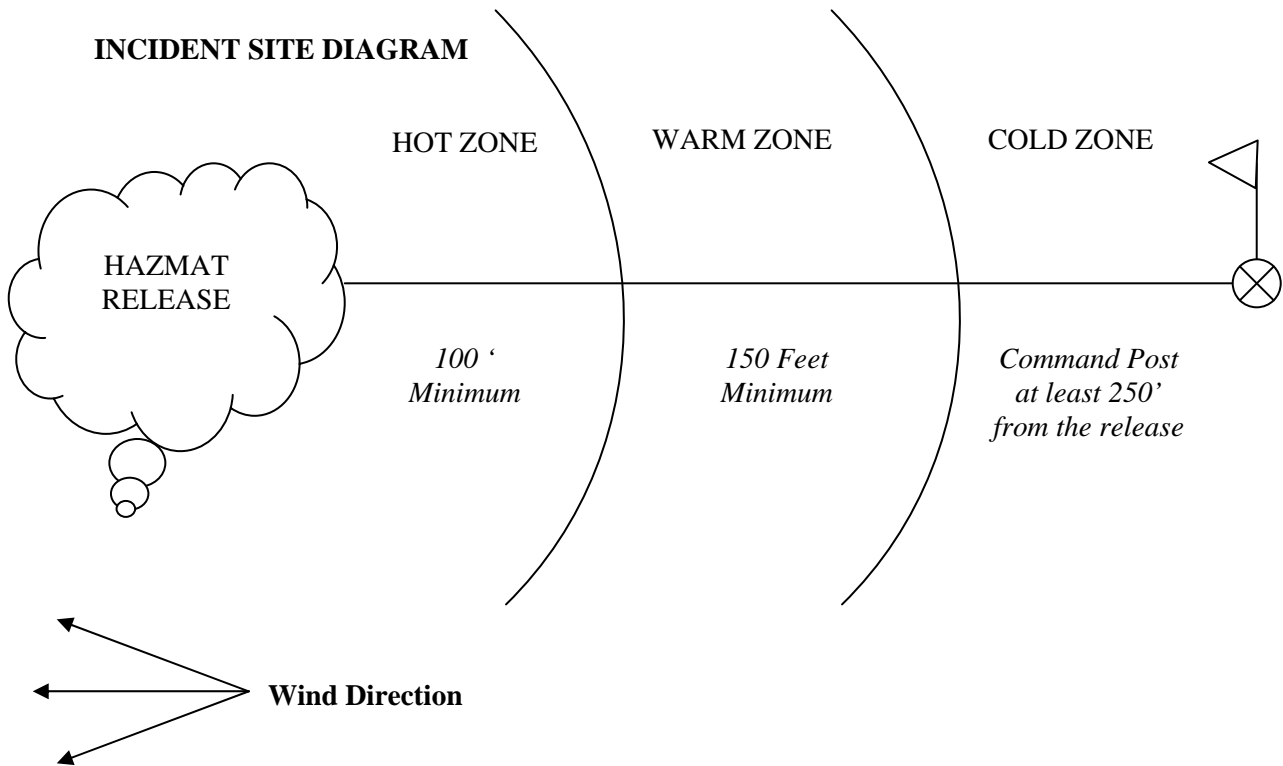 INCIDENT SITE DIAGRAM
HOT ZONE
WARM ZONE
COLD ZONE
HAZMAT
RELEASE
100 ‘
Minimum
150 Feet
Minimum
Command Post
at least 250’
from the release
Wind Direction